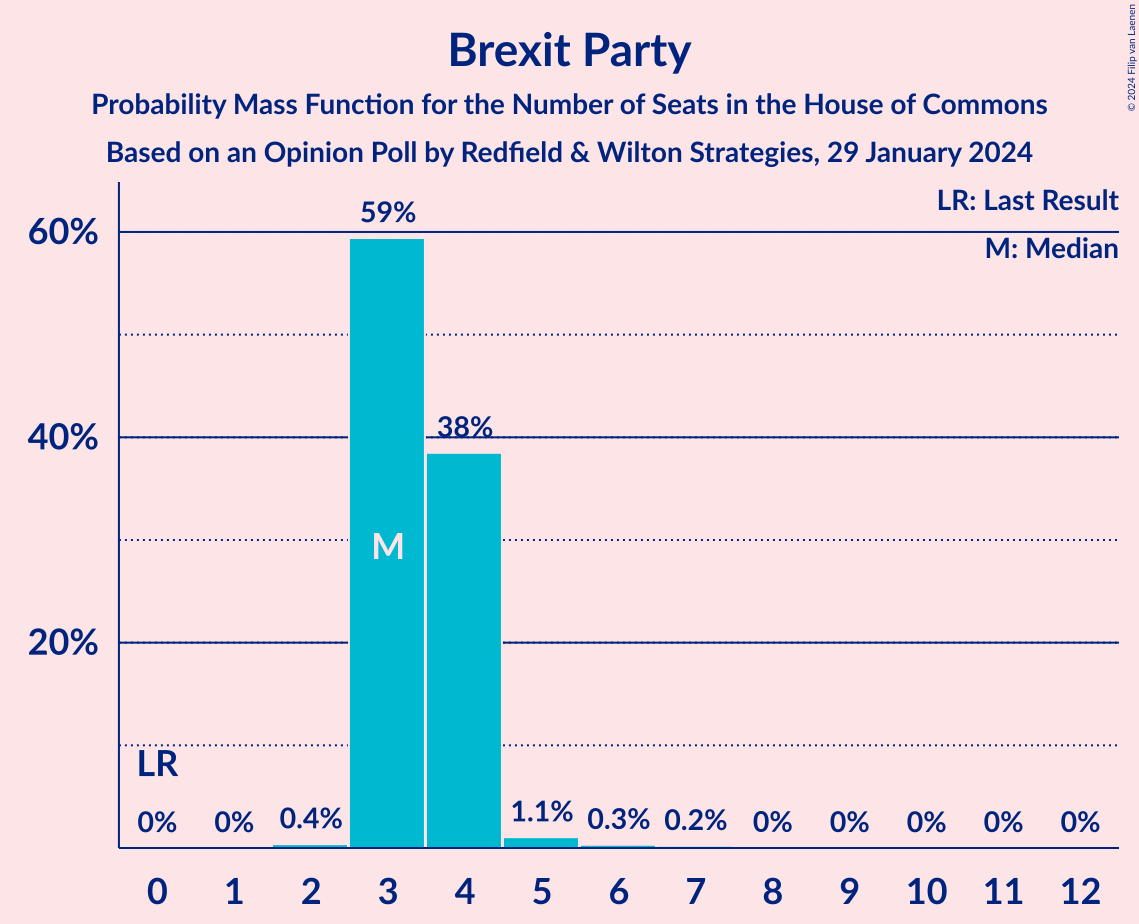 Brexit Party
Probability Mass Function for the Number of Seats in the House of Commons
Based on an Opinion Poll by Redfield & Wilton Strategies, 29 January 2024
© 2024 Filip van Laenen
LR: Last Result
M: Median
60%
40%
20%
59%
38%
M
LR
0% 0% 0.4% 1.1% 0.3% 0.2% 0% 0% 0% 0% 0%
0 1 2 3 4 5 6 7 8 9 10 11 12